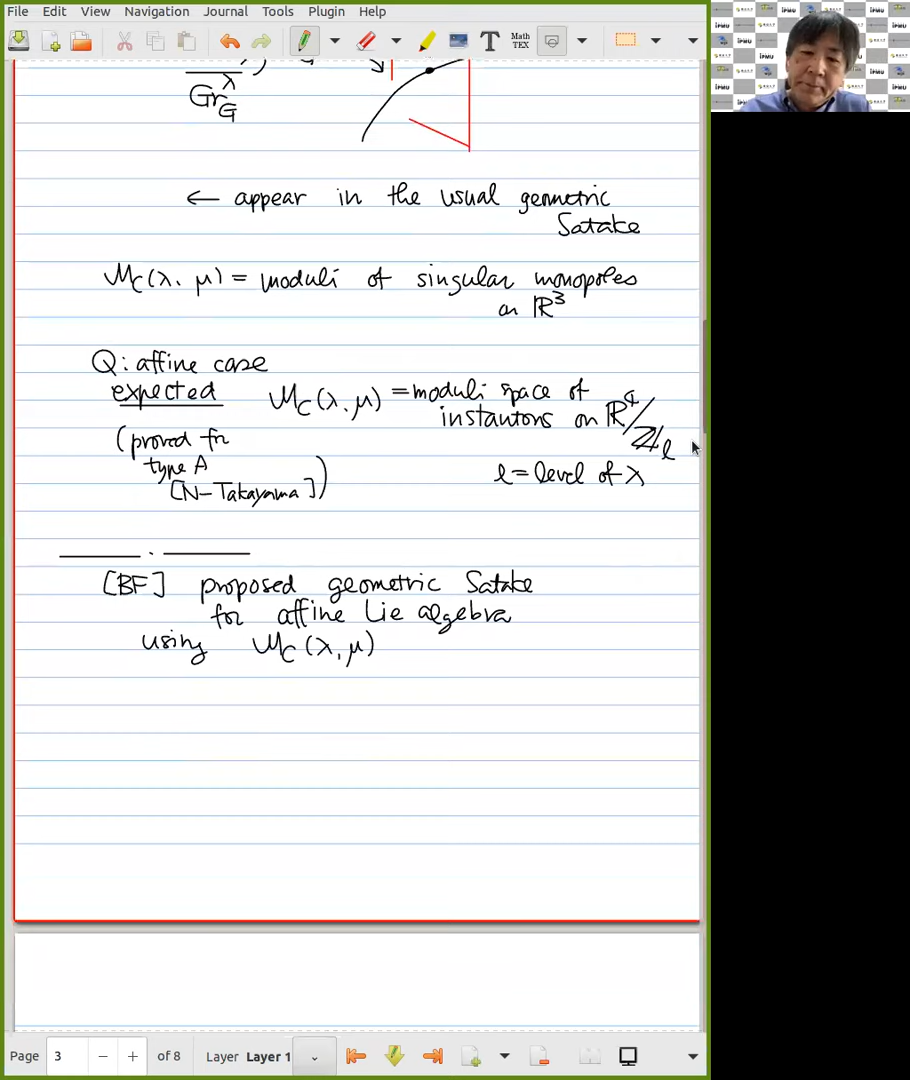 File Edit View Navigation Journal Tools Plugin Help
T Math TEX
Gr_G^λ
← appear in the usual geometric
Satake
M_C(λ, μ) = moduli of singular monopoles
on ℝ³
Q: affine case
expected M_C(λ, μ) = moduli space of
instantons on ℝ⁴/ℤ_ℓ
(proved for
type A
[N-Takayama])
ℓ = level of λ
[BF] proposed geometric Satake
for affine Lie algebra
using M_C(λ, μ)
Page 3 of 8 Layer Layer 1